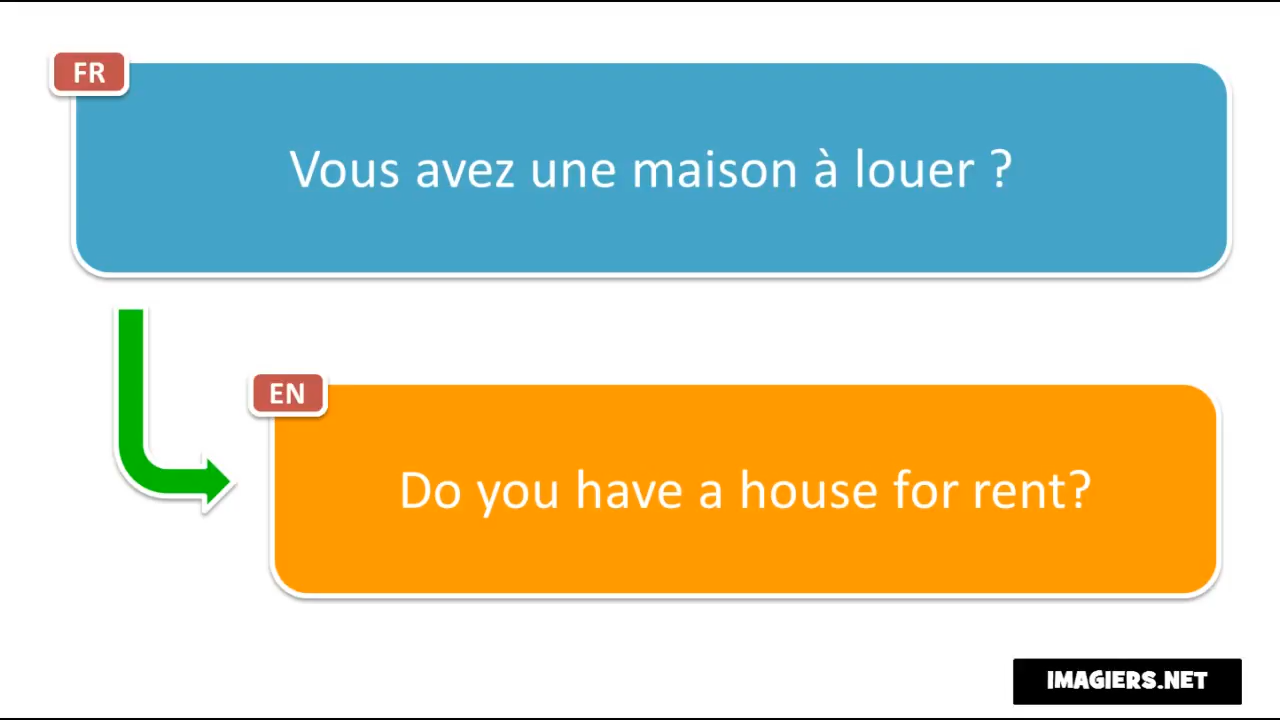 FR
Vous avez une maison à louer ?
EN
Do you have a house for rent?
IMAGIERS.NET